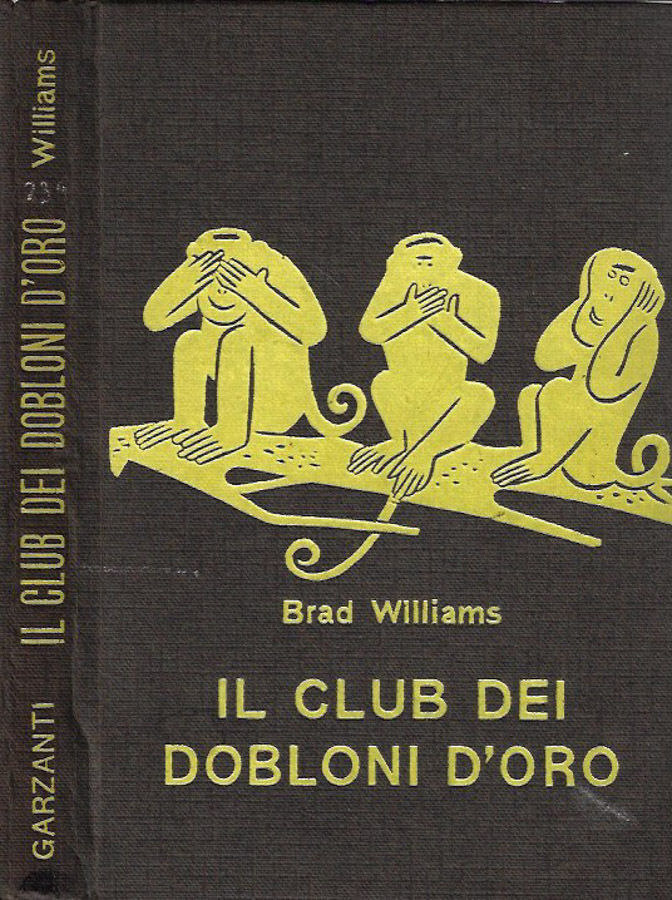 Williams
IL CLUB DEI DOBLONI D'ORO
GARZANTI
Brad Williams
IL CLUB DEI
DOBLONI D'ORO